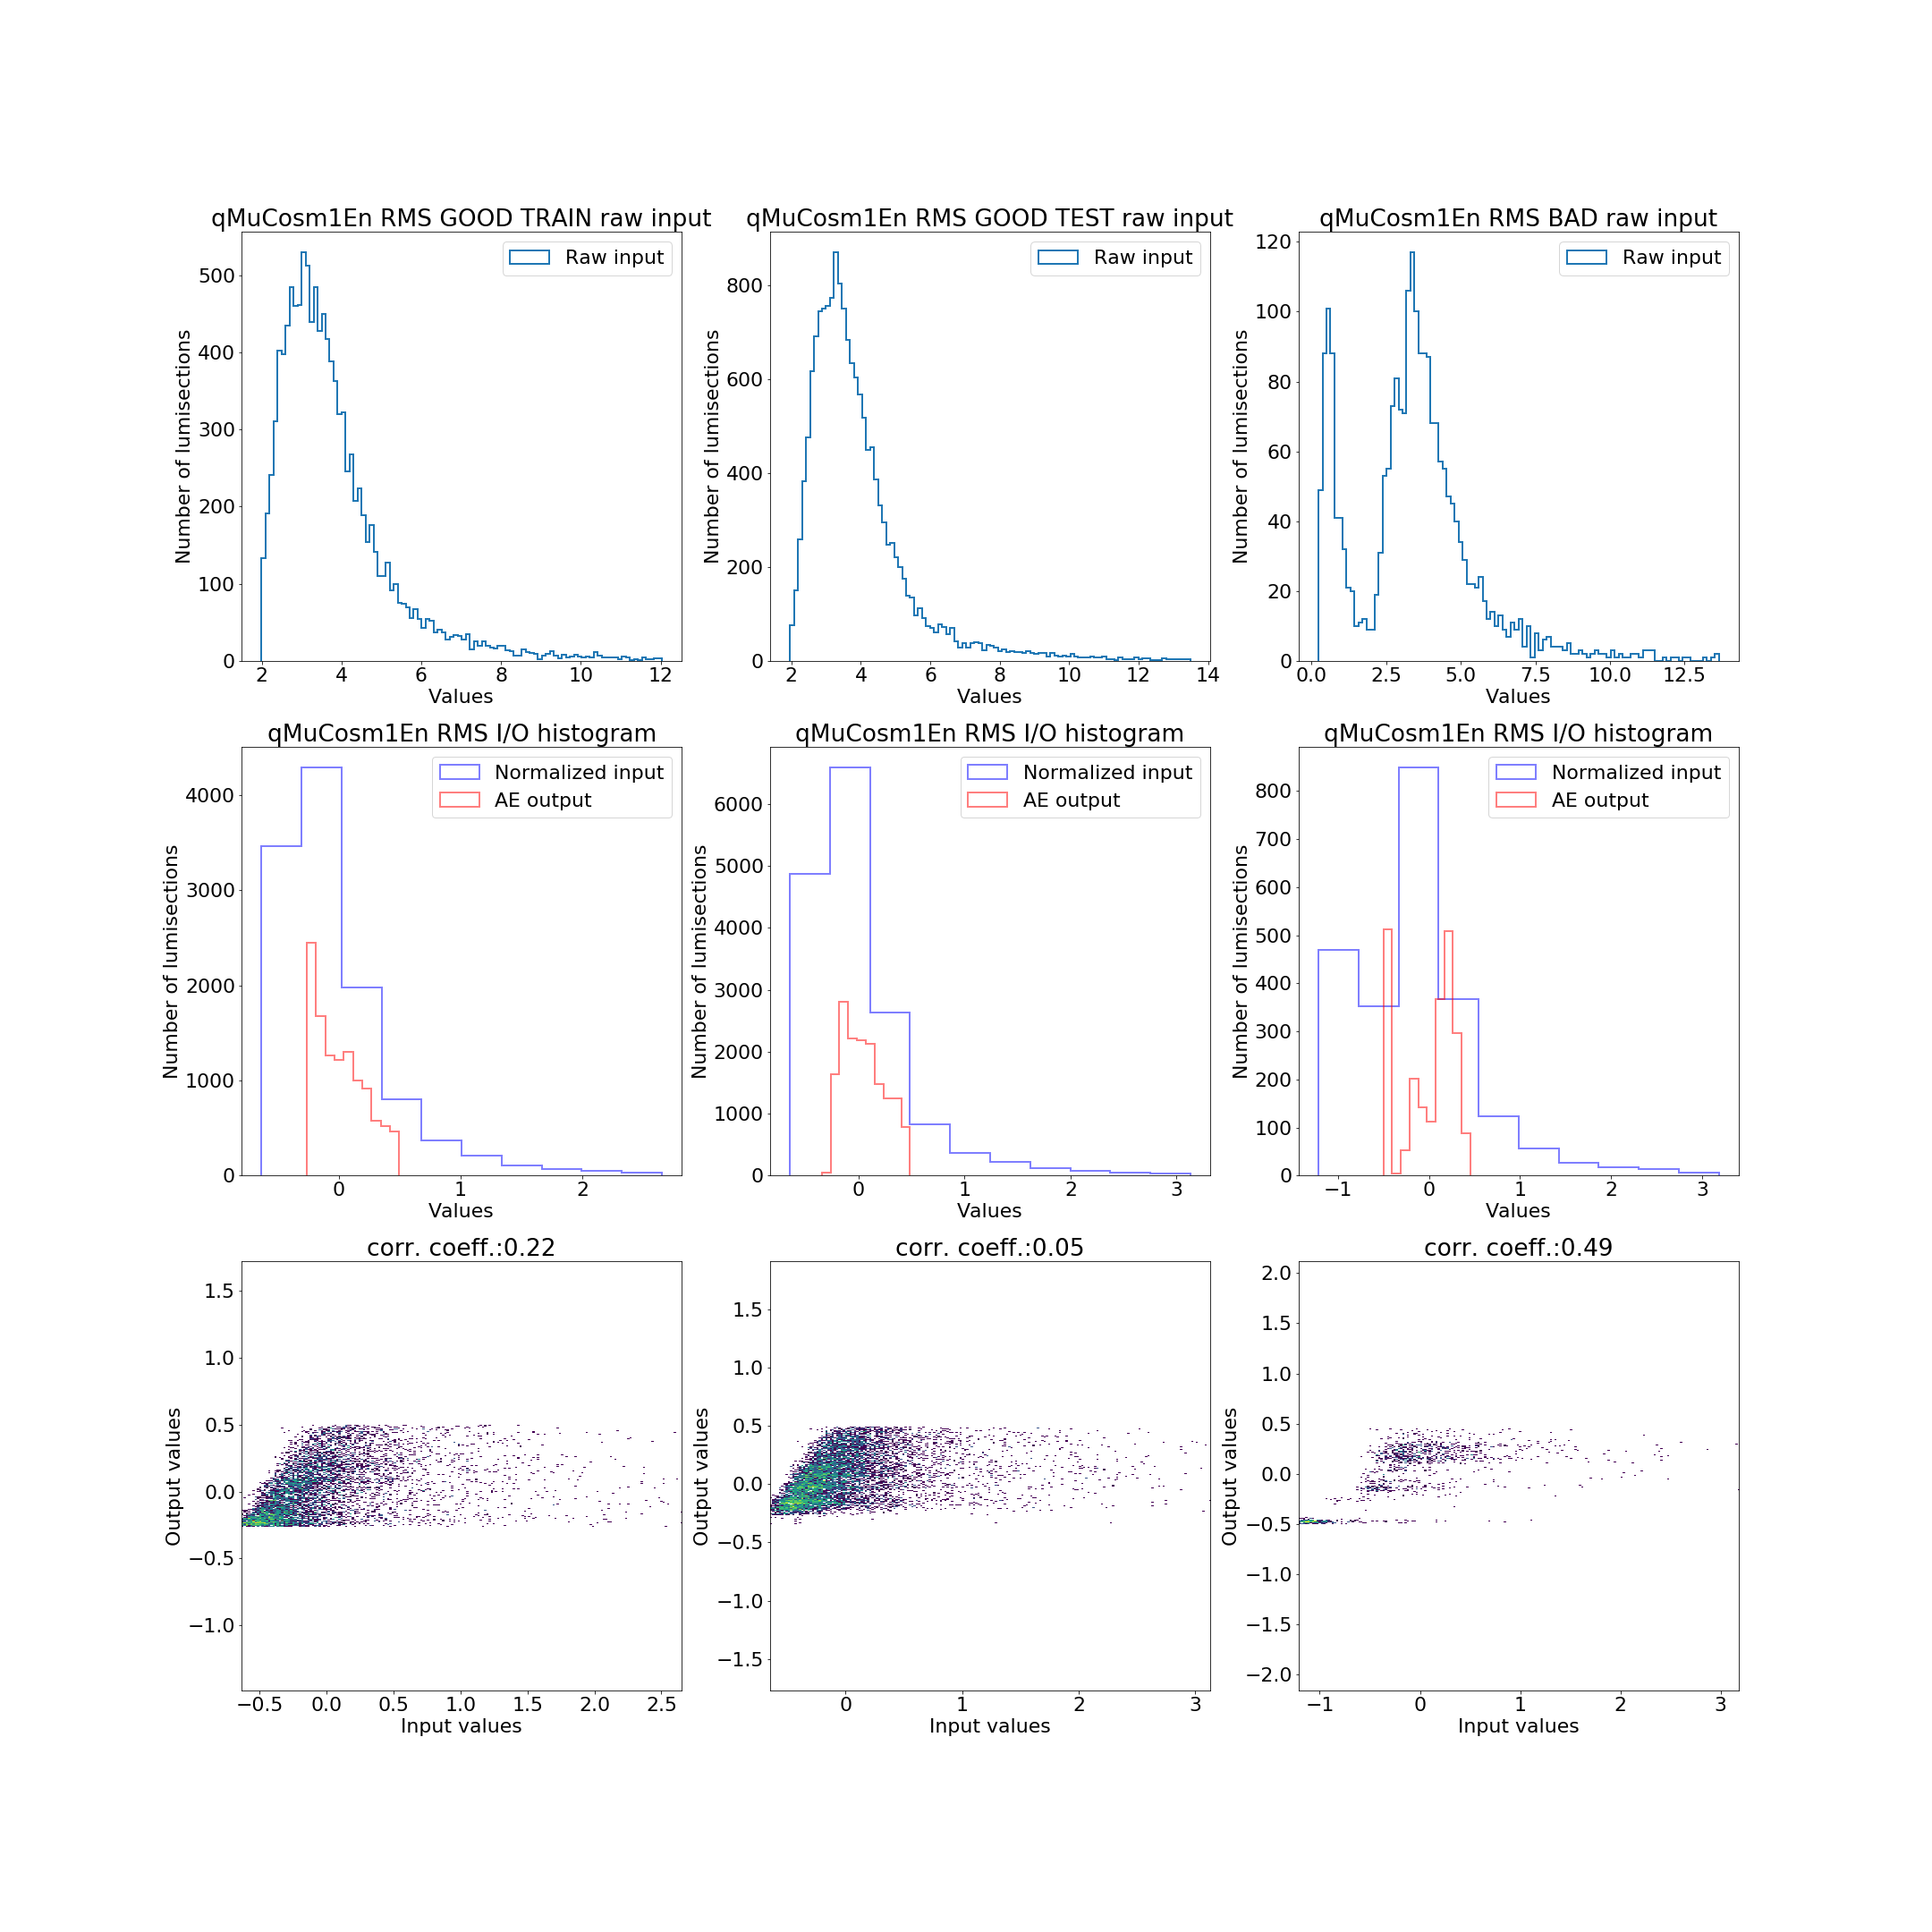 qMuCosm1En RMS GOOD TRAIN raw input
Raw input
Number of lumisections
500
400
300
200
100
0
2 4 6 8 10 12
Values
qMuCosm1En RMS GOOD TEST raw input
Raw input
Number of lumisections
800
600
400
200
0
2 4 6 8 10 12 14
Values
qMuCosm1En RMS BAD raw input
Raw input
Number of lumisections
120
100
80
60
40
20
0
0.0 2.5 5.0 7.5 10.0 12.5
Values
qMuCosm1En RMS I/O histogram
Normalized input
AE output
Number of lumisections
4000
3000
2000
1000
0
0 1 2
Values
qMuCosm1En RMS I/O histogram
Normalized input
AE output
Number of lumisections
6000
5000
4000
3000
2000
1000
0
0 1 2 3
Values
qMuCosm1En RMS I/O histogram
Normalized input
AE output
Number of lumisections
800
700
600
500
400
300
200
100
0
−1 0 1 2 3
Values
corr. coeff.:0.22
Output values
1.5
1.0
0.5
0.0
−0.5
−1.0
−0.5 0.0 0.5 1.0 1.5 2.0 2.5
Input values
corr. coeff.:0.05
Output values
1.5
1.0
0.5
0.0
−0.5
−1.0
−1.5
0 1 2 3
Input values
corr. coeff.:0.49
Output values
2.0
1.5
1.0
0.5
0.0
−0.5
−1.0
−1.5
−2.0
−1 0 1 2 3
Input values